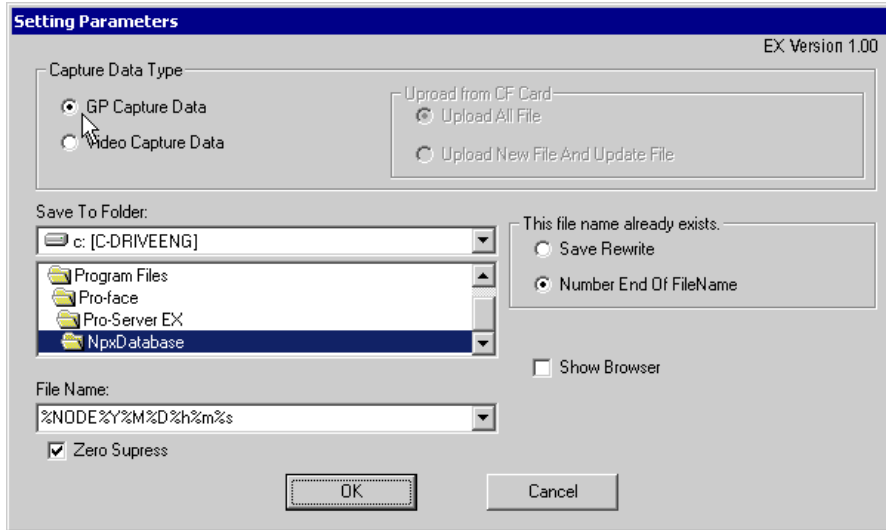 Setting Parameters
EX Version 1.00
Capture Data Type
GP Capture Data
Video Capture Data
Uproad from CF Card
Upload All File
Upload New File And Update File
Save To Folder:
c: [C-DRIVEENG]
Program Files
Pro-face
Pro-Server EX
NpxDatabase
This file name already exists.
Save Rewrite
Number End Of FileName
Show Browser
File Name:
%NODE%Y%M%D%h%m%s
Zero Supress
OK
Cancel